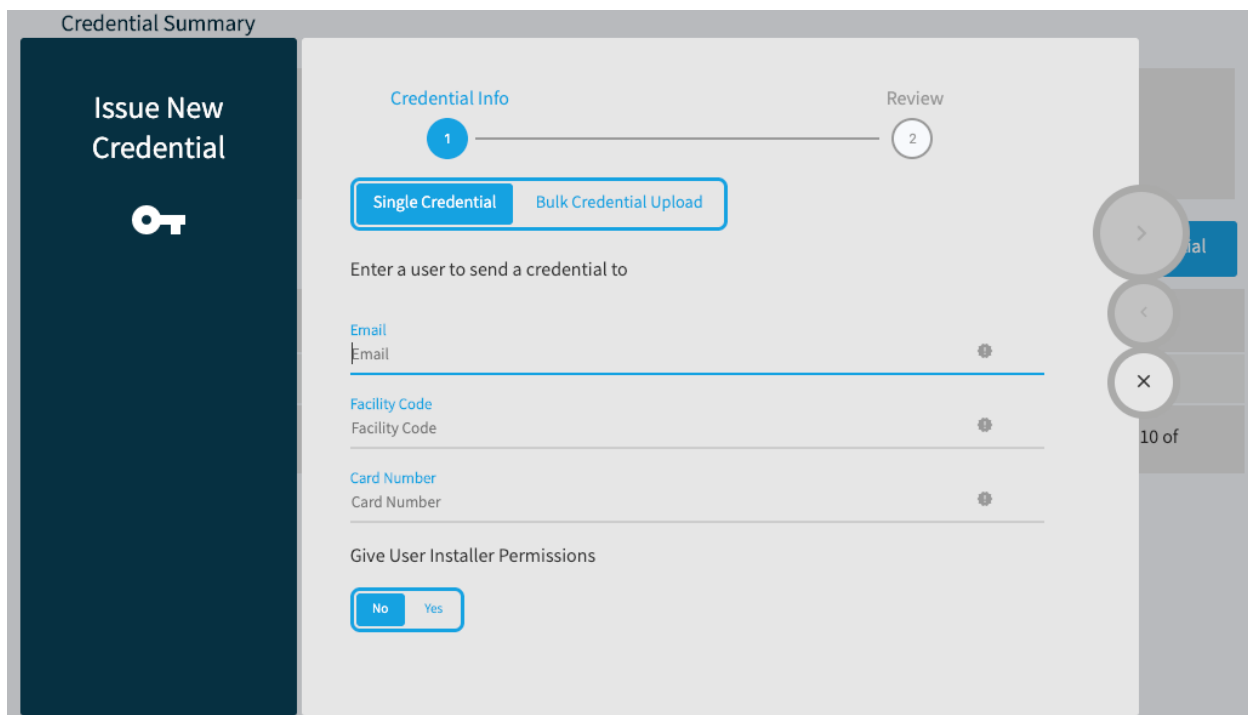 Credential Summary
Issue New
Credential
Credential Info
Review
1
2
Single Credential
Bulk Credential Upload
Enter a user to send a credential to
Email
Email
Facility Code
Facility Code
Card Number
Card Number
Give User Installer Permissions
No
Yes
ial
10 of